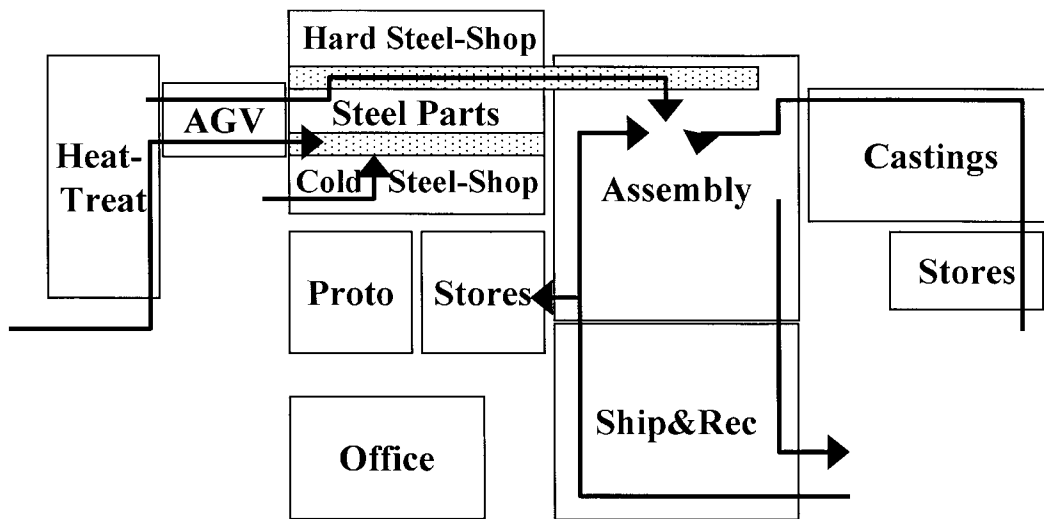 Hard Steel-Shop
AGV
Steel Parts
Heat-
Treat
Cold Steel-Shop
Castings
Assembly
Proto
Stores
Stores
Ship&Rec
Office